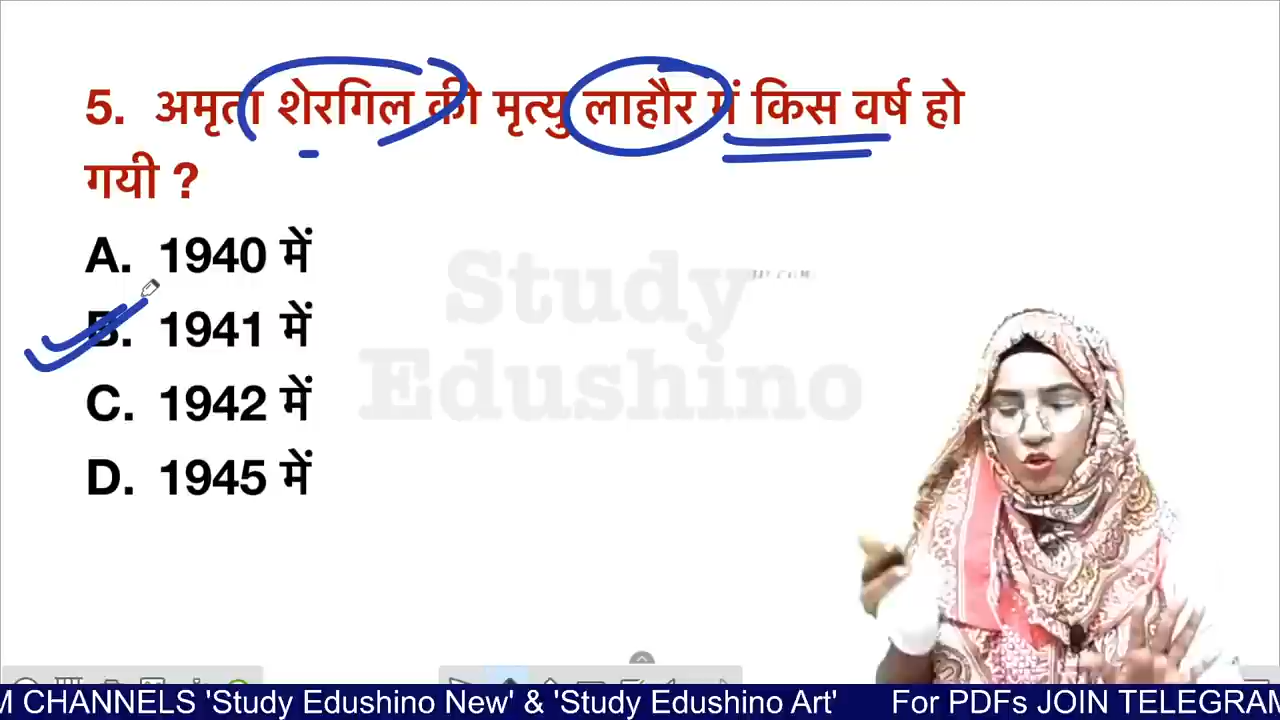 5. अमृता शेरगिल की मृत्यु लाहौर में किस वर्ष हो
गयी ?
A. 1940 में
B. 1941 में
C. 1942 में
D. 1945 में
Study
Edushino
M CHANNELS 'Study Edushino New' & 'Study Edushino Art' For PDFs JOIN TELEGRAM